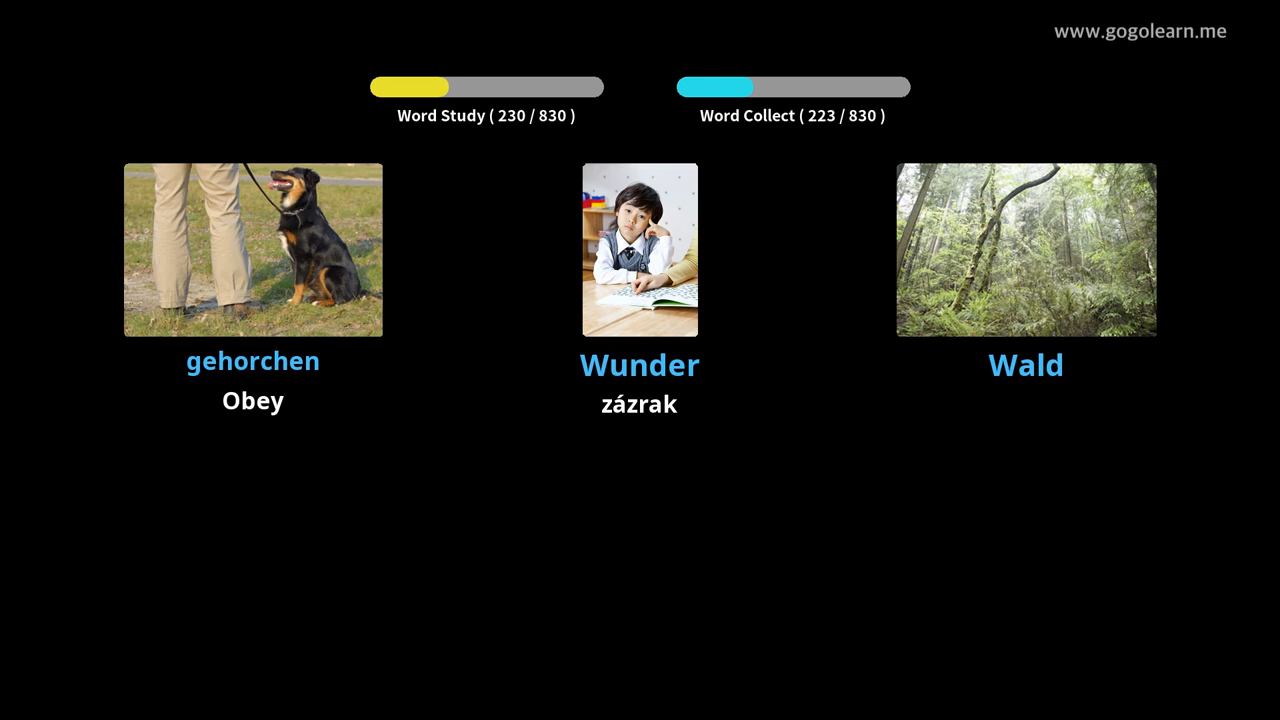 www.gogolearn.me
Word Study ( 230 / 830 )
Word Collect ( 223 / 830 )
gehorchen
Obey
Wunder
zázrak
Wald